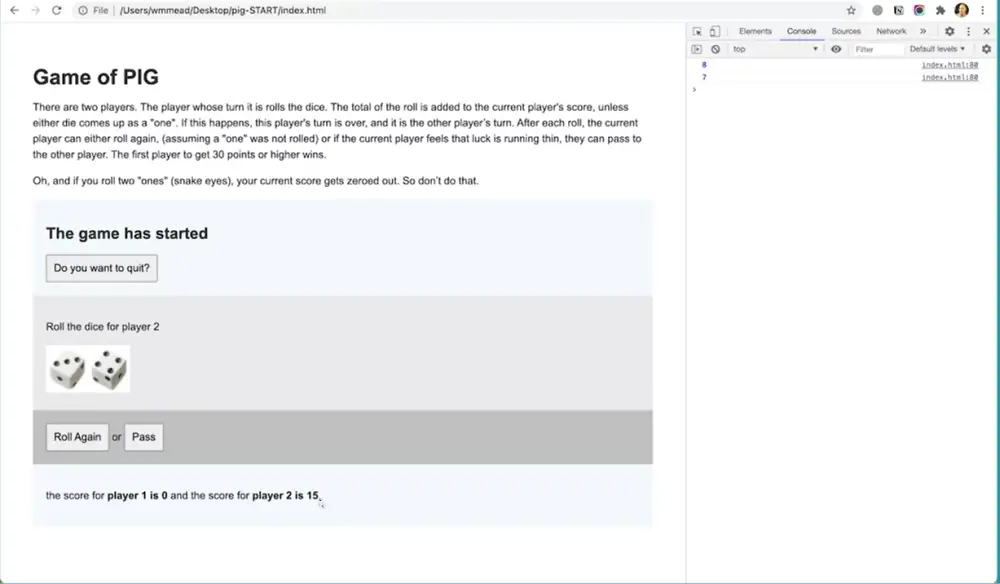 File | /Users/wmmead/Desktop/pig-START/index.html
Elements Console Sources Network »
top Filter Default levels
8 index.html:80
7 index.html:80
Game of PIG
There are two players. The player whose turn it is rolls the dice. The total of the roll is added to the current player's score, unless
either die comes up as a "one". If this happens, this player's turn is over, and it is the other player's turn. After each roll, the current
player can either roll again, (assuming a "one" was not rolled) or if the current player feels that luck is running thin, they can pass to
the other player. The first player to get 30 points or higher wins.
Oh, and if you roll two "ones" (snake eyes), your current score gets zeroed out. So don't do that.
The game has started
Do you want to quit?
Roll the dice for player 2
Roll Again or Pass
the score for player 1 is 0 and the score for player 2 is 15